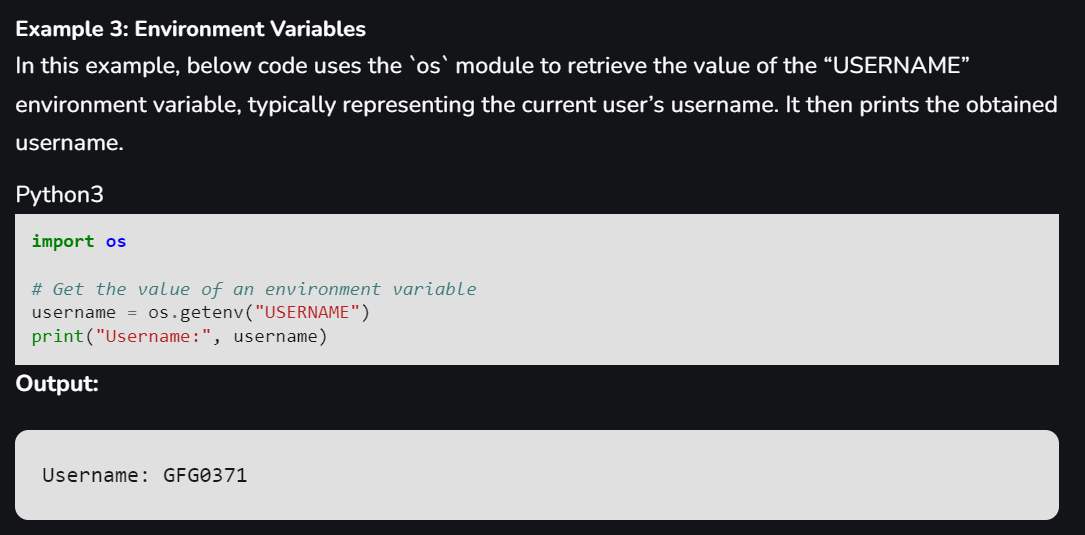 Example 3: Environment Variables
In this example, below code uses the `os` module to retrieve the value of the “USERNAME”
environment variable, typically representing the current user’s username. It then prints the obtained
username.
Python3
import os
# Get the value of an environment variable
username = os.getenv("USERNAME")
print("Username:", username)
Output:
Username: GFG0371